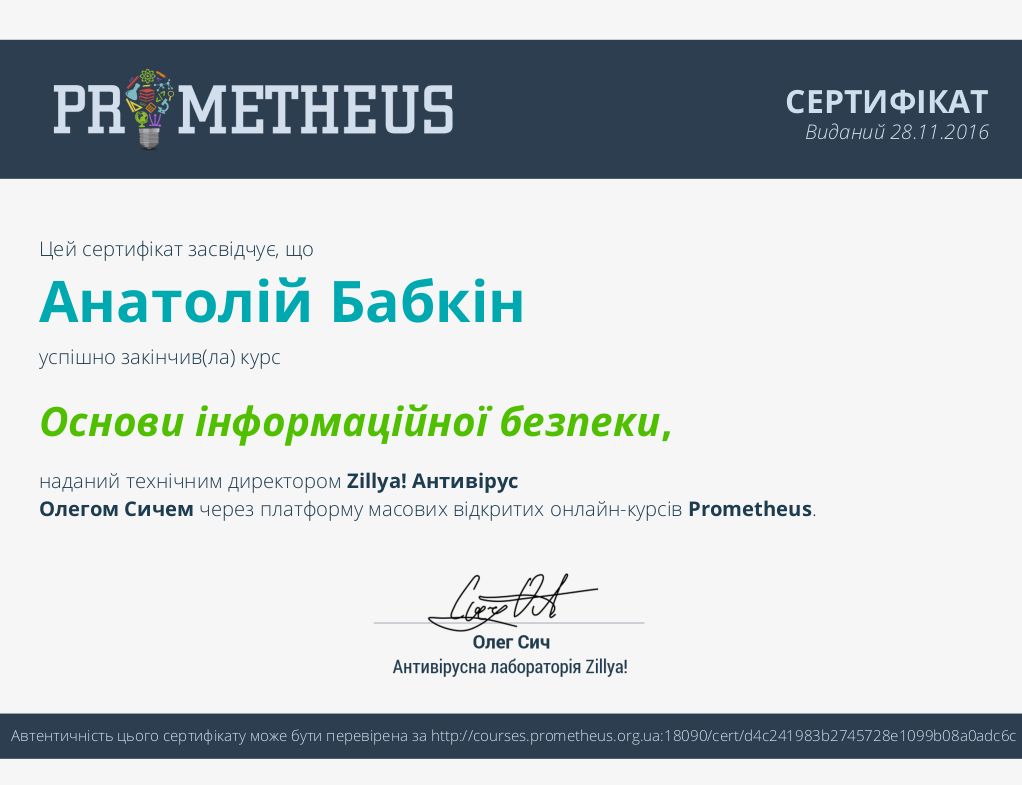 PROMETHEUS
СЕРТИФІКАТ
Виданий 28.11.2016
Цей сертифікат засвідчує, що
Анатолій Бабкін
успішно закінчив(ла) курс
Основи інформаційної безпеки,
наданий технічним директором Zillya! Антивірус
Олегом Сичем через платформу масових відкритих онлайн-курсів Prometheus.
Олег Сич
Антивірусна лабораторія Zillya!
Автентичність цього сертифікату може бути перевірена за http://courses.prometheus.org.ua:18090/cert/d4c241983b2745728e1099b08a0adc6c